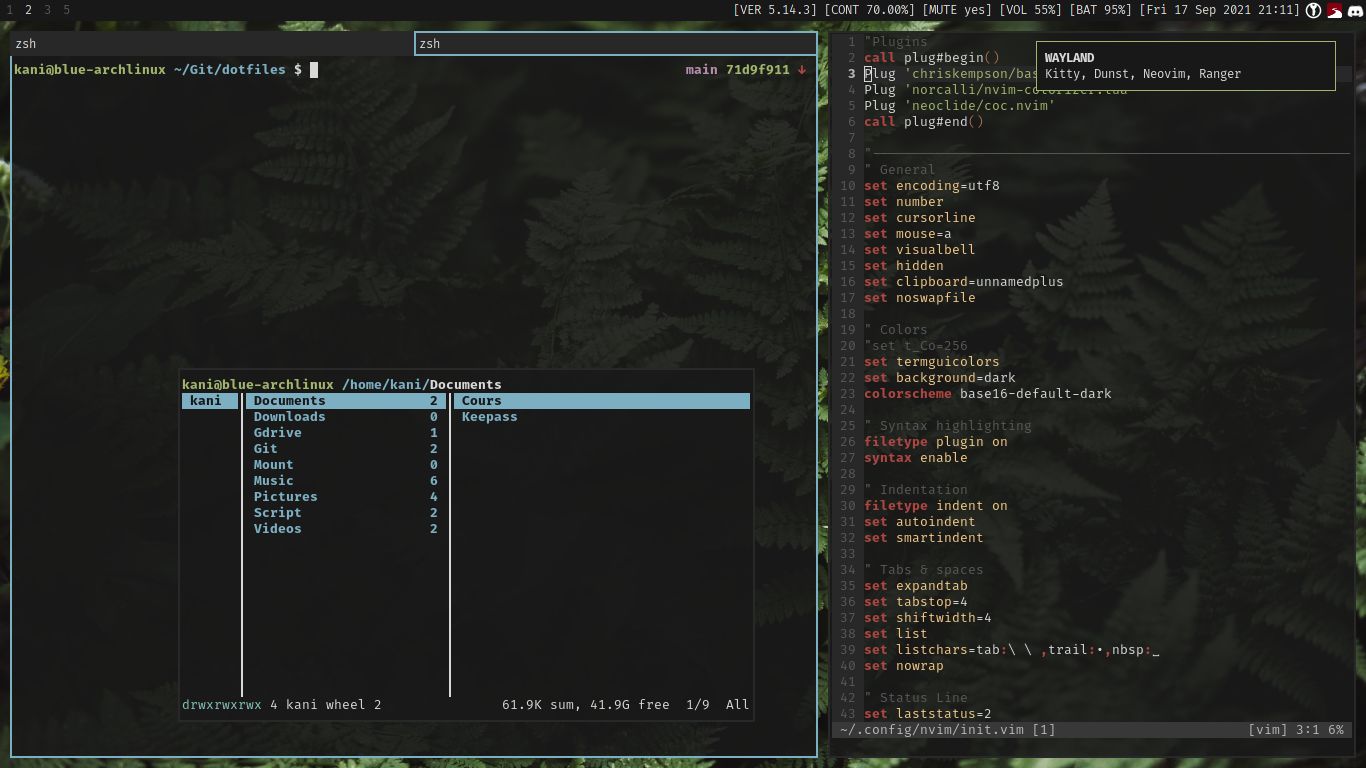 1 2 3 5
[VER 5.14.3] [CONT 70.00%] [MUTE yes] [VOL 55%] [BAT 95%] [Fri 17 Sep 2021 21:11]
zsh
zsh
kani@blue-archlinux ~/Git/dotfiles $
main 71d9f911 ↓
kani@blue-archlinux /home/kani/Documents
kani
Documents 2
Downloads 0
Gdrive 1
Git 2
Mount 0
Music 6
Pictures 4
Script 2
Videos 2
Cours
Keepass
drwxrwxrwx 4 kani wheel 2
61.9K sum, 41.9G free 1/9 All
WAYLAND
Kitty, Dunst, Neovim, Ranger
1 "Plugins
2 call plug#begin()
3 Plug 'chriskempson/bas
4 Plug 'norcalli/nvim-colorizer.lua'
5 Plug 'neoclide/coc.nvim'
6 call plug#end()
7
8 "
9 " General
10 set encoding=utf8
11 set number
12 set cursorline
13 set mouse=a
14 set visualbell
15 set hidden
16 set clipboard=unnamedplus
17 set noswapfile
18
19 " Colors
20 "set t_Co=256
21 set termguicolors
22 set background=dark
23 colorscheme base16-default-dark
24
25 " Syntax highlighting
26 filetype plugin on
27 syntax enable
28
29 " Indentation
30 filetype indent on
31 set autoindent
32 set smartindent
33
34 " Tabs & spaces
35 set expandtab
36 set tabstop=4
37 set shiftwidth=4
38 set list
39 set listchars=tab:\ \ ,trail:•,nbsp:_
40 set nowrap
41
42 " Status Line
43 set laststatus=2
~/.config/nvim/init.vim [1]
[vim] 3:1 6%